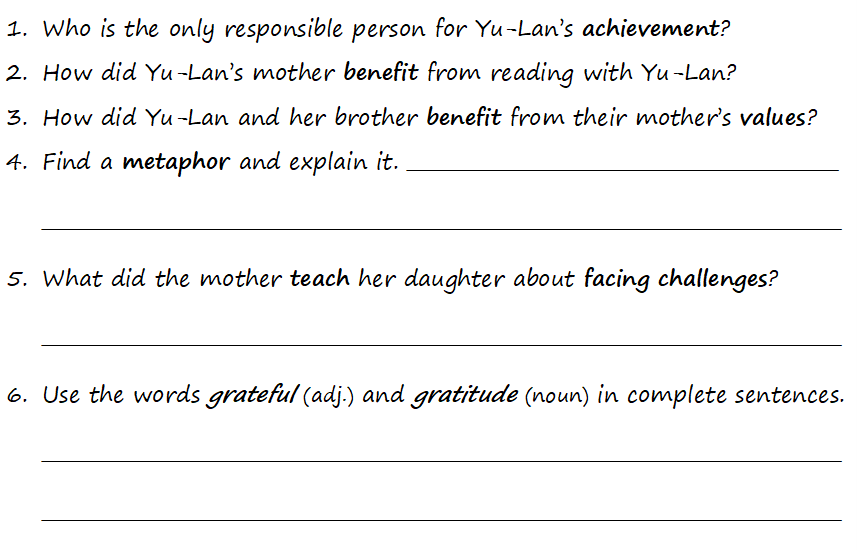 1. Who is the only responsible person for Yu-Lan's achievement?
2. How did Yu-Lan's mother benefit from reading with Yu-Lan?
3. How did Yu-Lan and her brother benefit from their mother's values?
4. Find a metaphor and explain it.
5. What did the mother teach her daughter about facing challenges?
6. Use the words grateful (adj.) and gratitude (noun) in complete sentences.